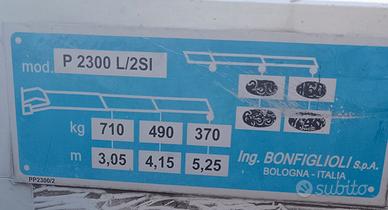 mod. P 2300 L/2SI
kg 710 490 370
m 3,05 4,15 5,25
Ing. BONFIGLIOLI S.p.A.
BOLOGNA - ITALIA
PP2300/2
subito